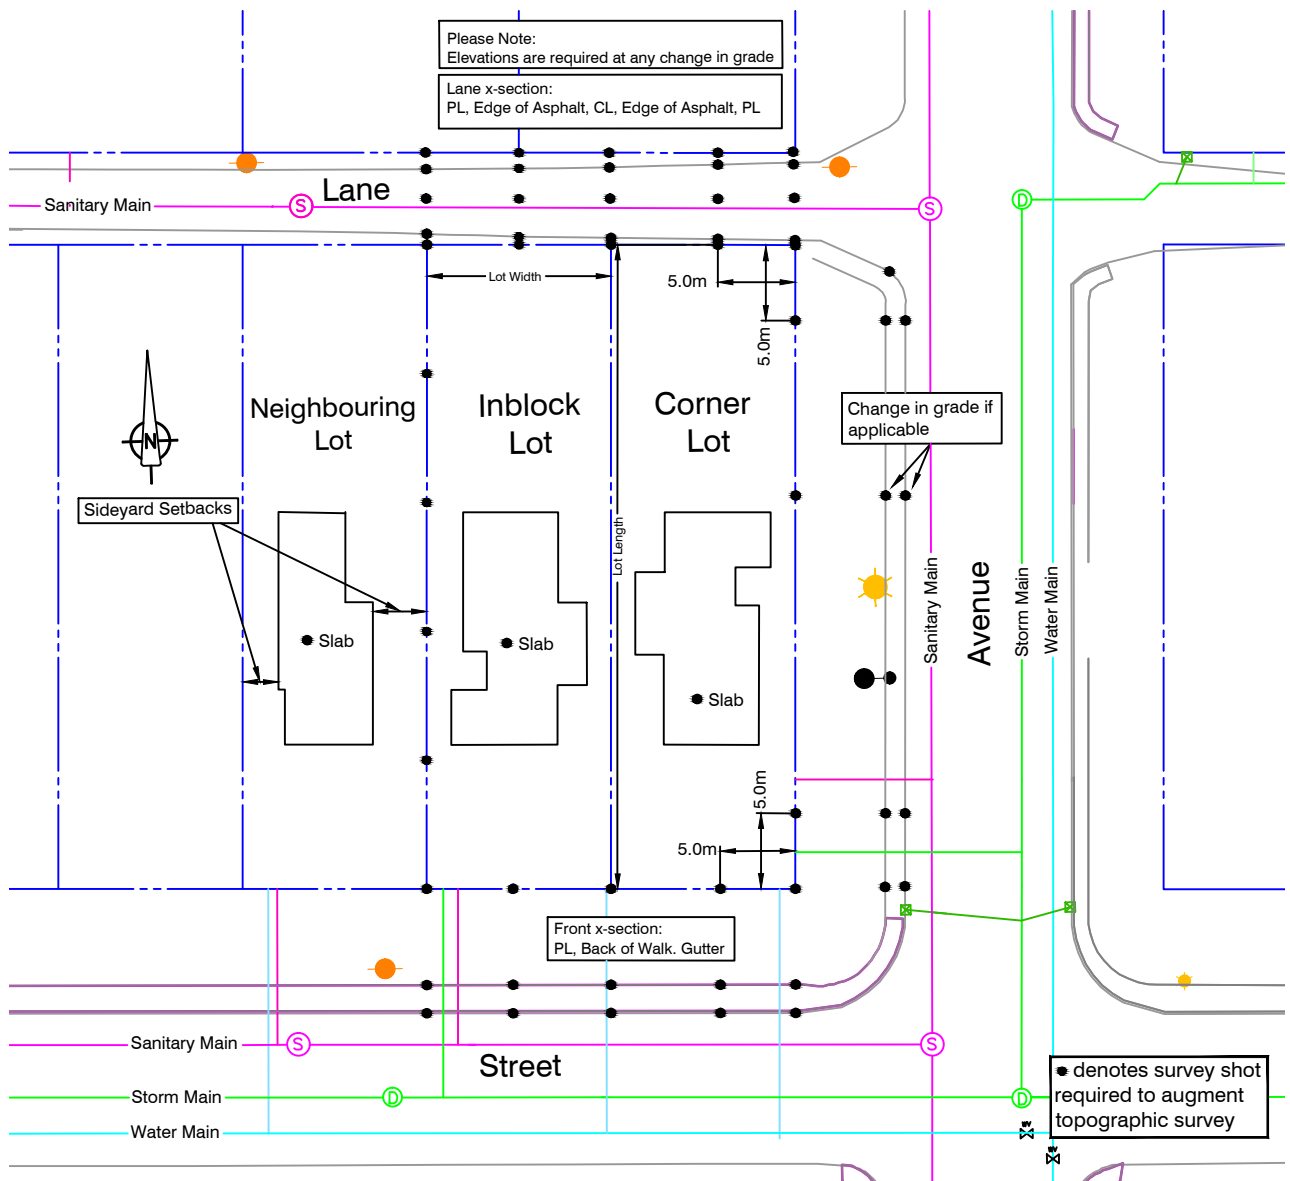 Please Note:
Elevations are required at any change in grade
Lane x-section:
PL, Edge of Asphalt, CL, Edge of Asphalt, PL
Lane
Sanitary Main
S
S
D
Lot Width
5.0m
5.0m
Neighbouring
Lot
Inblock
Lot
Corner
Lot
Change in grade if
applicable
N
Sideyard Setbacks
Lot Length
Sanitary Main
Avenue
Storm Main
Water Main
Slab
Slab
Slab
5.0m
5.0m
Front x-section:
PL, Back of Walk. Gutter
Sanitary Main
S
S
Street
Storm Main
D
D
Water Main
denotes survey shot
required to augment
topographic survey